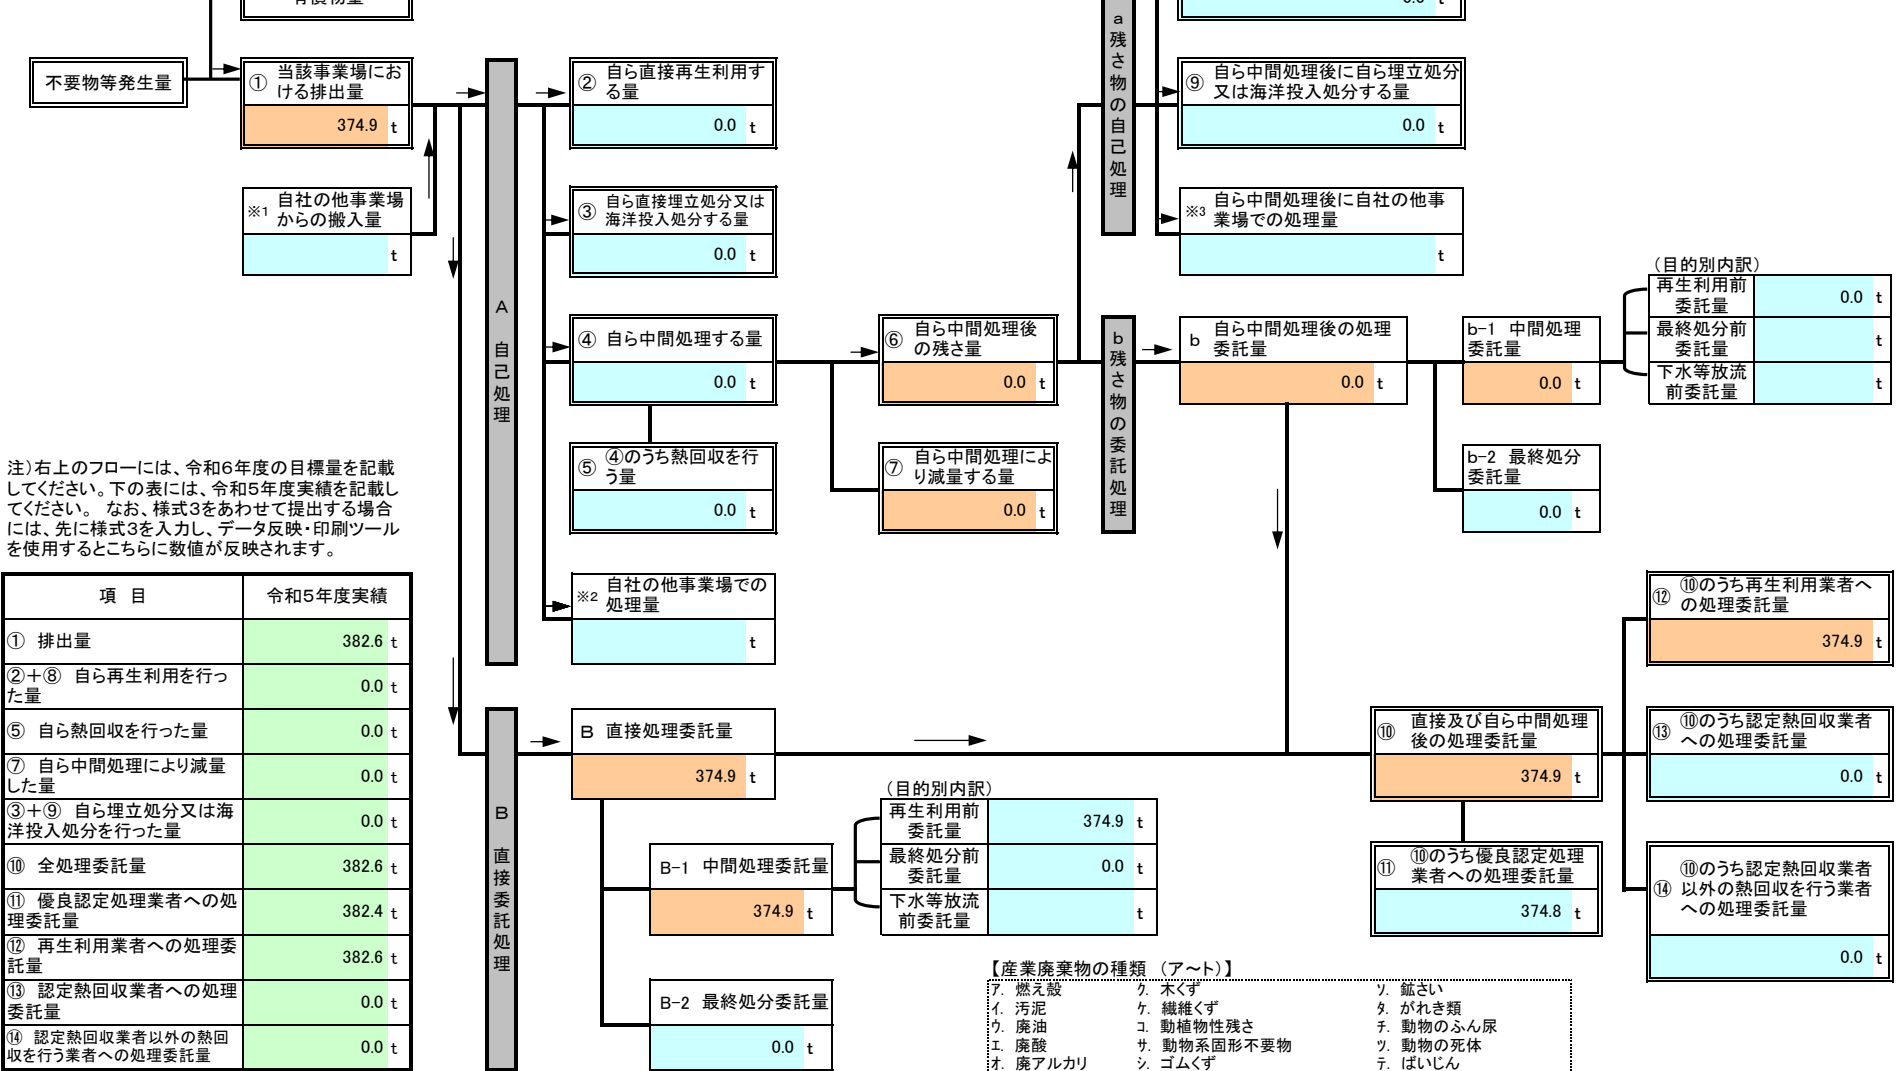 有償物量
不要物等発生量
① 当該事業場にお
ける排出量
374.9 t
※1 自社の他事業場
からの搬入量
t
A 自己処理
② 自ら直接再生利用す
る量
0.0 t
③ 自ら直接埋立処分又は
海洋投入処分する量
0.0 t
④ 自ら中間処理する量
0.0 t
⑤ ④のうち熱回収を行
う量
0.0 t
※2 自社の他事業場での
処理量
t
⑥ 自ら中間処理後
の残さ量
0.0 t
⑦ 自ら中間処理によ
り減量する量
0.0 t
a 残さ物の自己処理
0.0 t
⑨ 自ら中間処理後に自ら埋立処分
又は海洋投入処分する量
0.0 t
※3 自ら中間処理後に自社の他事
業場での処理量
t
b 残さ物の委託処理
b 自ら中間処理後の処理
委託量
0.0 t
b-1 中間処理
委託量
0.0 t
(目的別内訳)
再生利用前
委託量
0.0 t
最終処分前
委託量
t
下水等放流
前委託量
t
b-2 最終処分
委託量
0.0 t
注)右上のフローには、令和6年度の目標量を記載
してください。下の表には、令和5年度実績を記載し
てください。 なお、様式3をあわせて提出する場合
には、先に様式3を入力し、データ反映・印刷ツール
を使用するとこちらに数値が反映されます。
項 目 令和5年度実績
① 排出量 382.6 t
②+⑧ 自ら再生利用を行っ
た量 0.0 t
⑤ 自ら熱回収を行った量 0.0 t
⑦ 自ら中間処理により減量
した量 0.0 t
③+⑨ 自ら埋立処分又は海
洋投入処分を行った量 0.0 t
⑩ 全処理委託量 382.6 t
⑪ 優良認定処理業者への処
理委託量 382.4 t
⑫ 再生利用業者への処理委
託量 382.6 t
⑬ 認定熱回収業者への処理
委託量 0.0 t
⑭ 認定熱回収業者以外の熱回
収を行う業者への処理委託量 0.0 t
B 直接委託処理
B 直接処理委託量
374.9 t
B-1 中間処理委託量
374.9 t
(目的別内訳)
再生利用前
委託量
374.9 t
最終処分前
委託量
0.0 t
下水等放流
前委託量
t
B-2 最終処分委託量
0.0 t
⑩ 直接及び自ら中間処理
後の処理委託量
374.9 t
⑪ ⑩のうち優良認定処理
業者への処理委託量
374.8 t
⑫ ⑩のうち再生利用業者へ
の処理委託量
374.9 t
⑬ ⑩のうち認定熱回収業者
への処理委託量
0.0 t
⑭ ⑩のうち認定熱回収業者
以外の熱回収を行う業者
への処理委託量
0.0 t
【産業廃棄物の種類 (ア~ト)】
ア. 燃え殻 ク. 木くず ソ. 鉱さい
イ. 汚泥 ケ. 繊維くず タ. がれき類
ウ. 廃油 コ. 動植物性残さ チ. 動物のふん尿
エ. 廃酸 サ. 動物系固形不要物 ツ. 動物の死体
オ. 廃アルカリ シ. ゴムくず テ. ばいじん